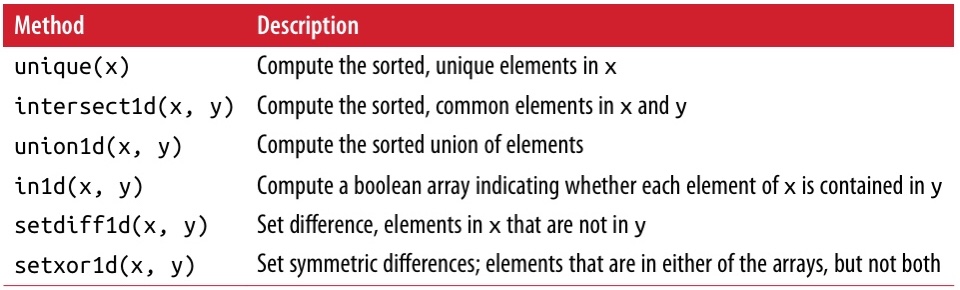 Method Description
unique(x) Compute the sorted, unique elements in x
intersect1d(x, y) Compute the sorted, common elements in x and y
union1d(x, y) Compute the sorted union of elements
in1d(x, y) Compute a boolean array indicating whether each element of x is contained in y
setdiff1d(x, y) Set difference, elements in x that are not in y
setxor1d(x, y) Set symmetric differences; elements that are in either of the arrays, but not both